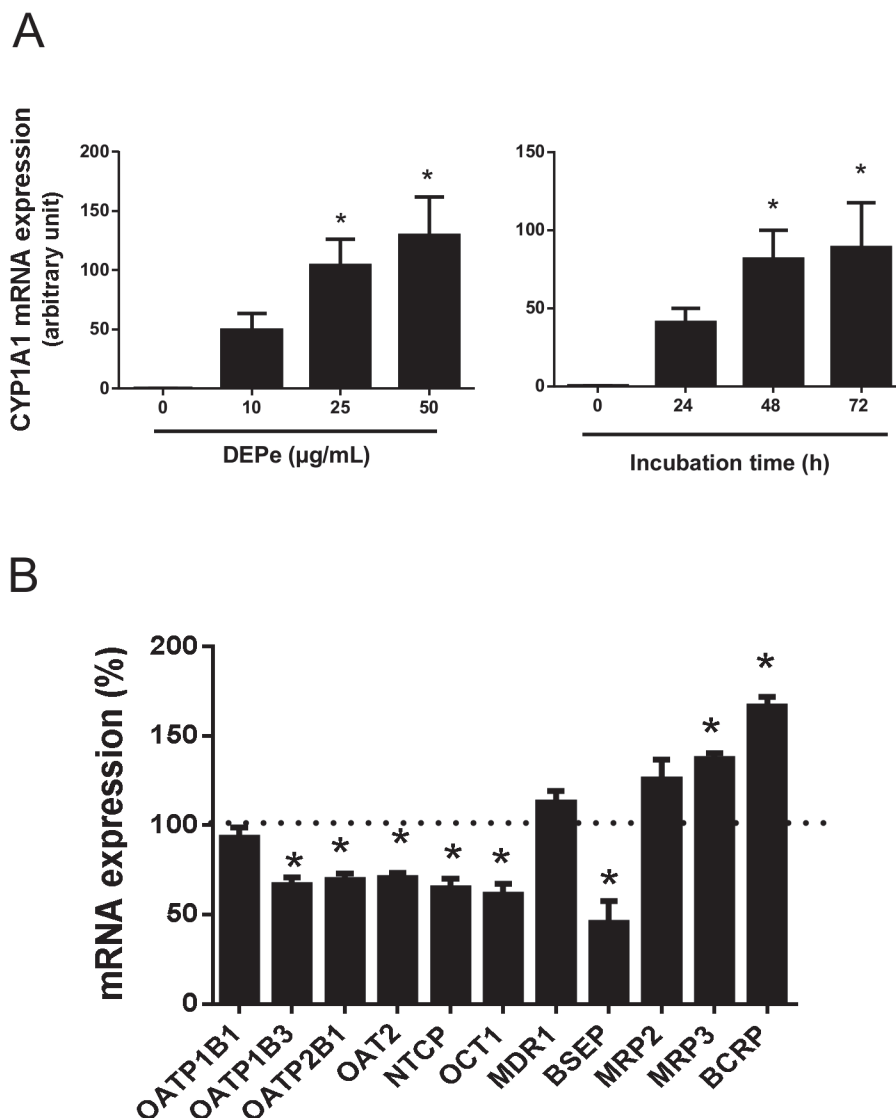 A
CYP1A1 mRNA expression
(arbitrary unit)
200
150
100
50
0
*
*
0 10 25 50
DEPe (µg/mL)
150
100
50
0
*
*
0 24 48 72
Incubation time (h)
B
mRNA expression (%)
200
150
100
50
0
* * * * * * * *
OATP1B1
OATP1B3
OATP2B1
OAT2
NTCP
OCT1
MDR1
BSEP
MRP2
MRP3
BCRP